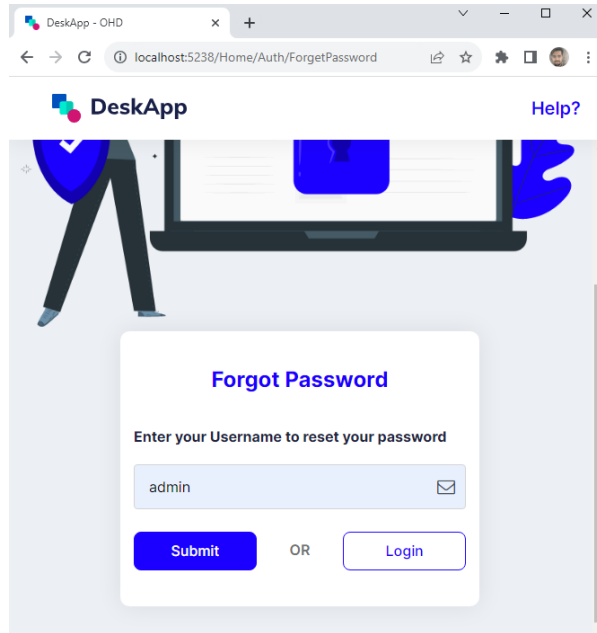 DeskApp - OHD
localhost:5238/Home/Auth/ForgetPassword
DeskApp
Help?
Forgot Password
Enter your Username to reset your password
admin
Submit OR Login